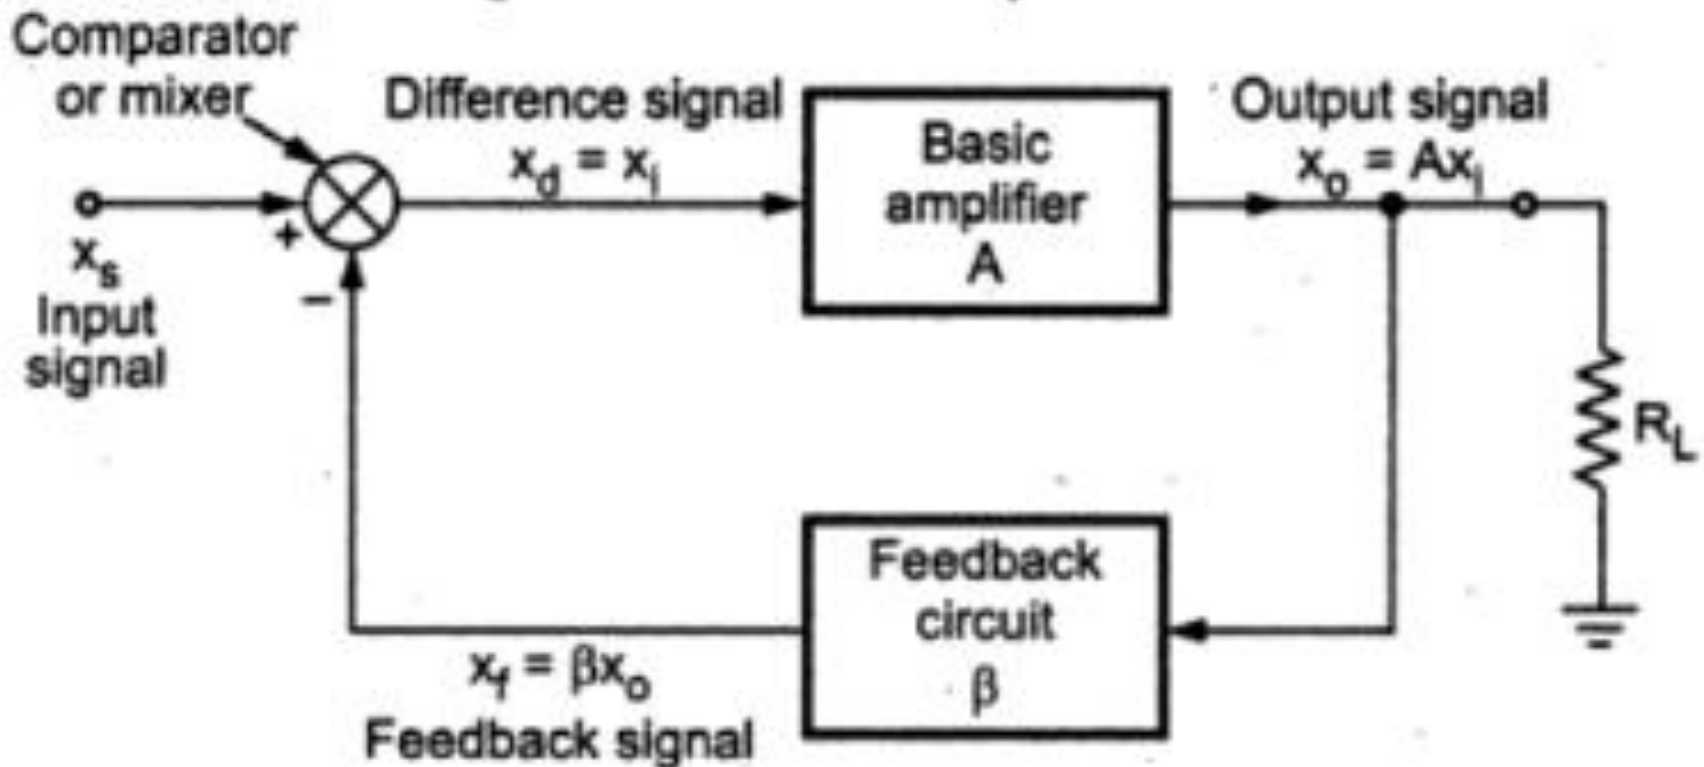 Comparator
or mixer
Difference signal
x_d = x_i
Basic
amplifier
A
Output signal
x_o = Ax_i
+
x_s
Input
signal
−
R_L
Feedback
circuit
β
x_f = βx_o
Feedback signal